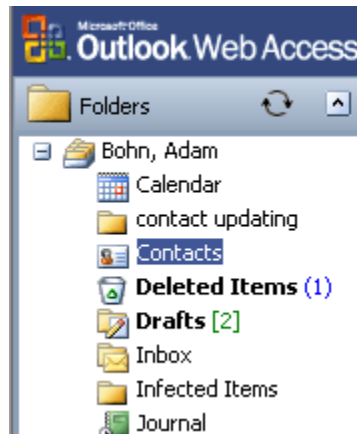 Microsoft Office
Outlook Web Access
Folders
Bohn, Adam
Calendar
contact updating
Contacts
Deleted Items (1)
Drafts [2]
Inbox
Infected Items
Journal